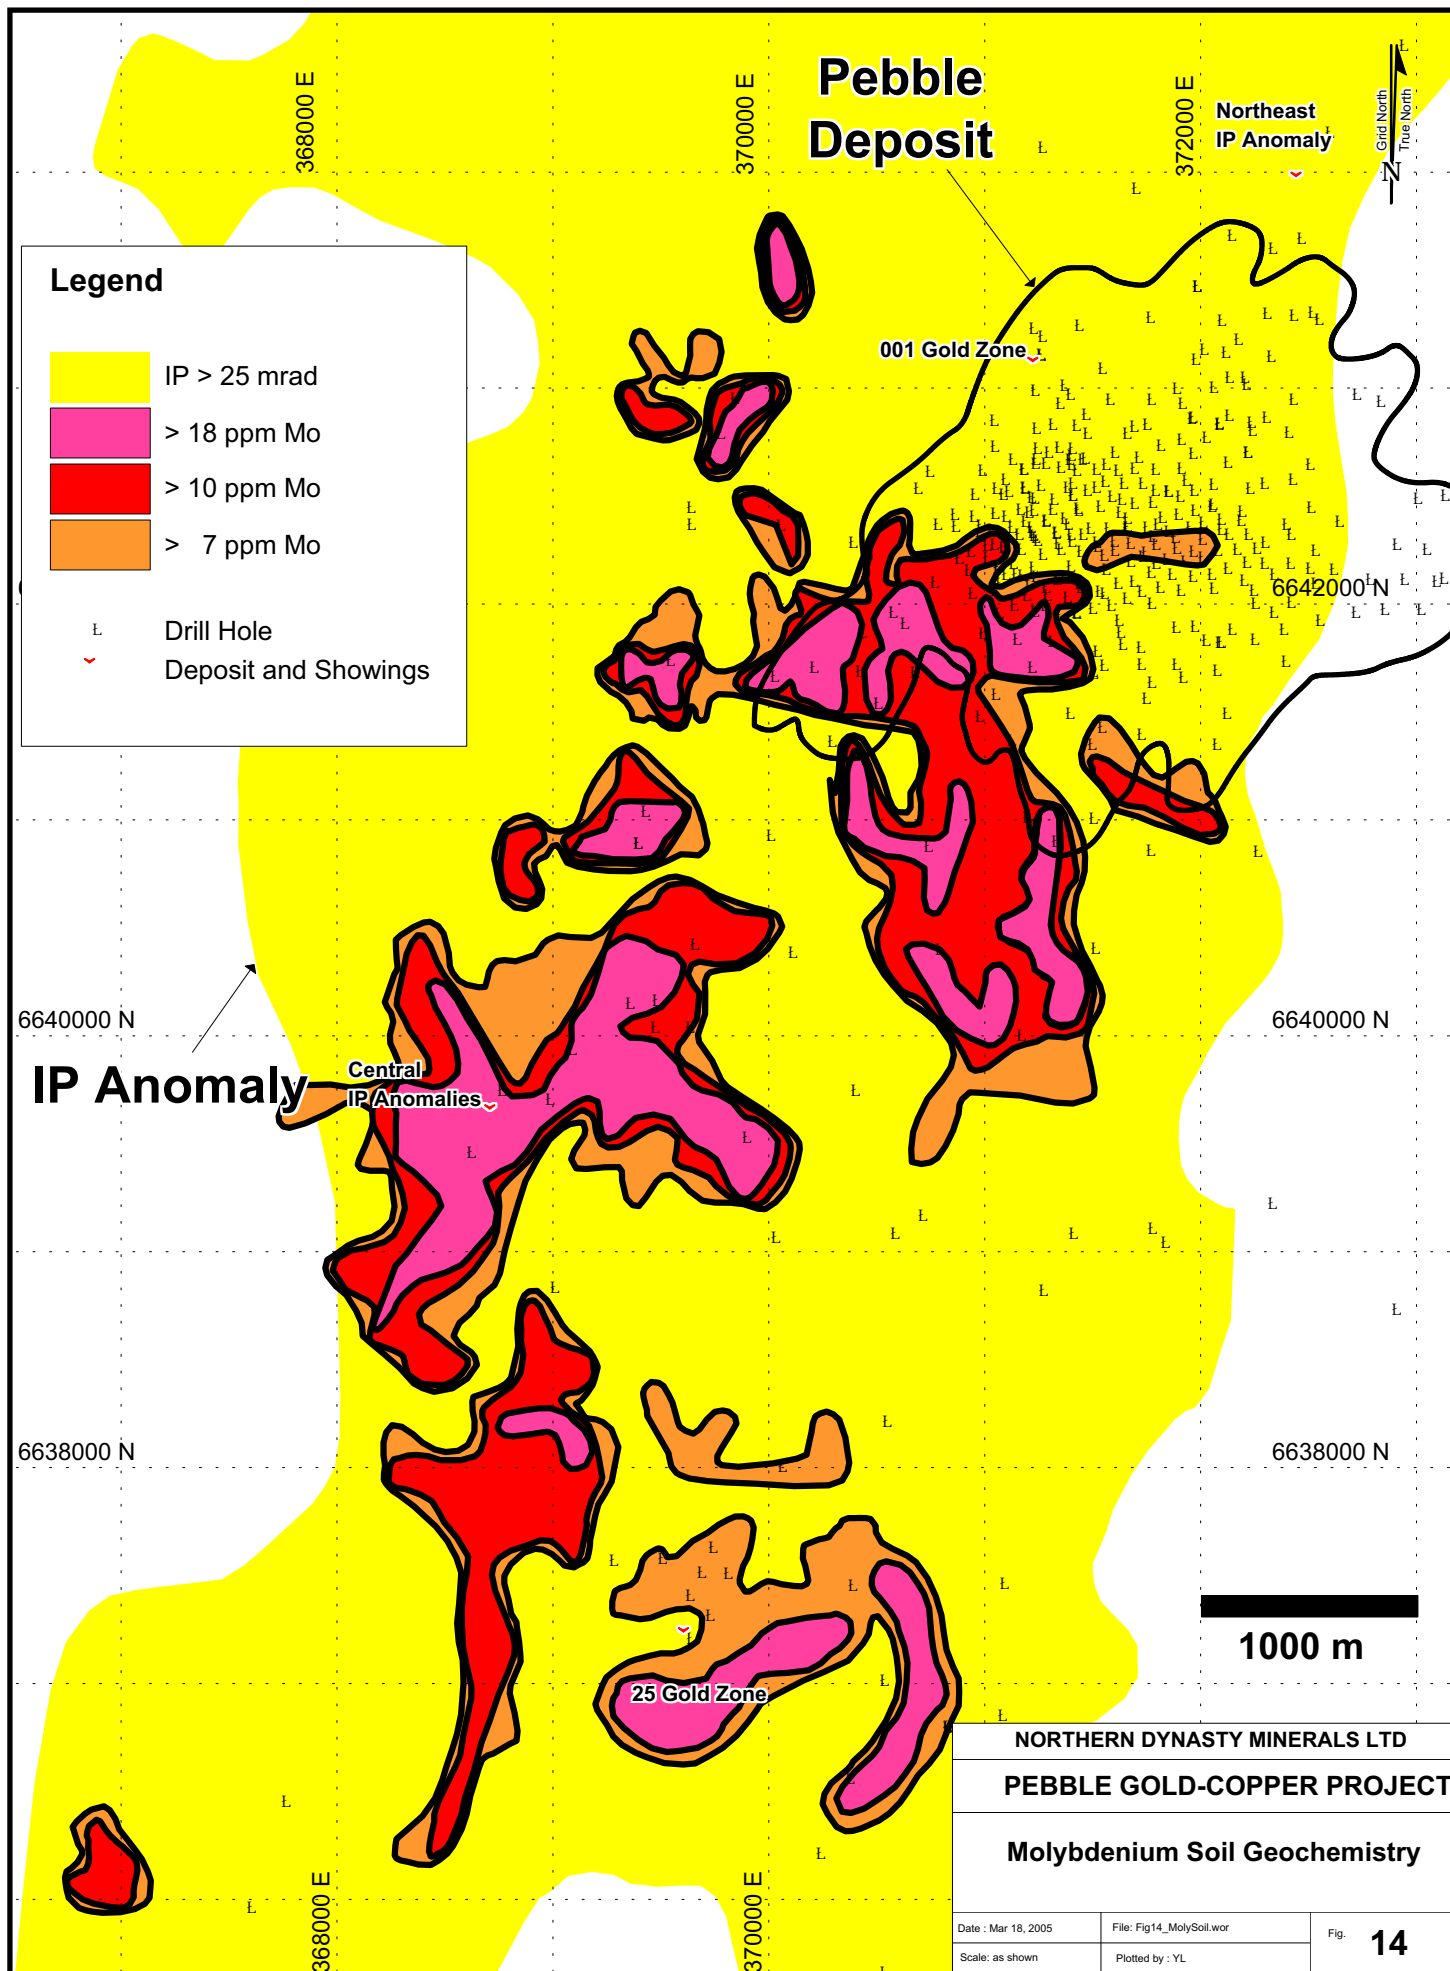 368000 E
370000 E
372000 E
Pebble
Deposit
Northeast
IP Anomaly
Grid North
True North
N
Legend
IP > 25 mrad
> 18 ppm Mo
> 10 ppm Mo
> 7 ppm Mo
Ł Drill Hole
Deposit and Showings
001 Gold Zone
6642000 N
6640000 N
6640000 N
IP Anomaly
Central
IP Anomalies
6638000 N
6638000 N
1000 m
25 Gold Zone
368000 E
370000 E
NORTHERN DYNASTY MINERALS LTD
PEBBLE GOLD-COPPER PROJECT
Molybdenium Soil Geochemistry
Date : Mar 18, 2005
File: Fig14_MolySoil.wor
Fig. 14
Scale: as shown
Plotted by : YL